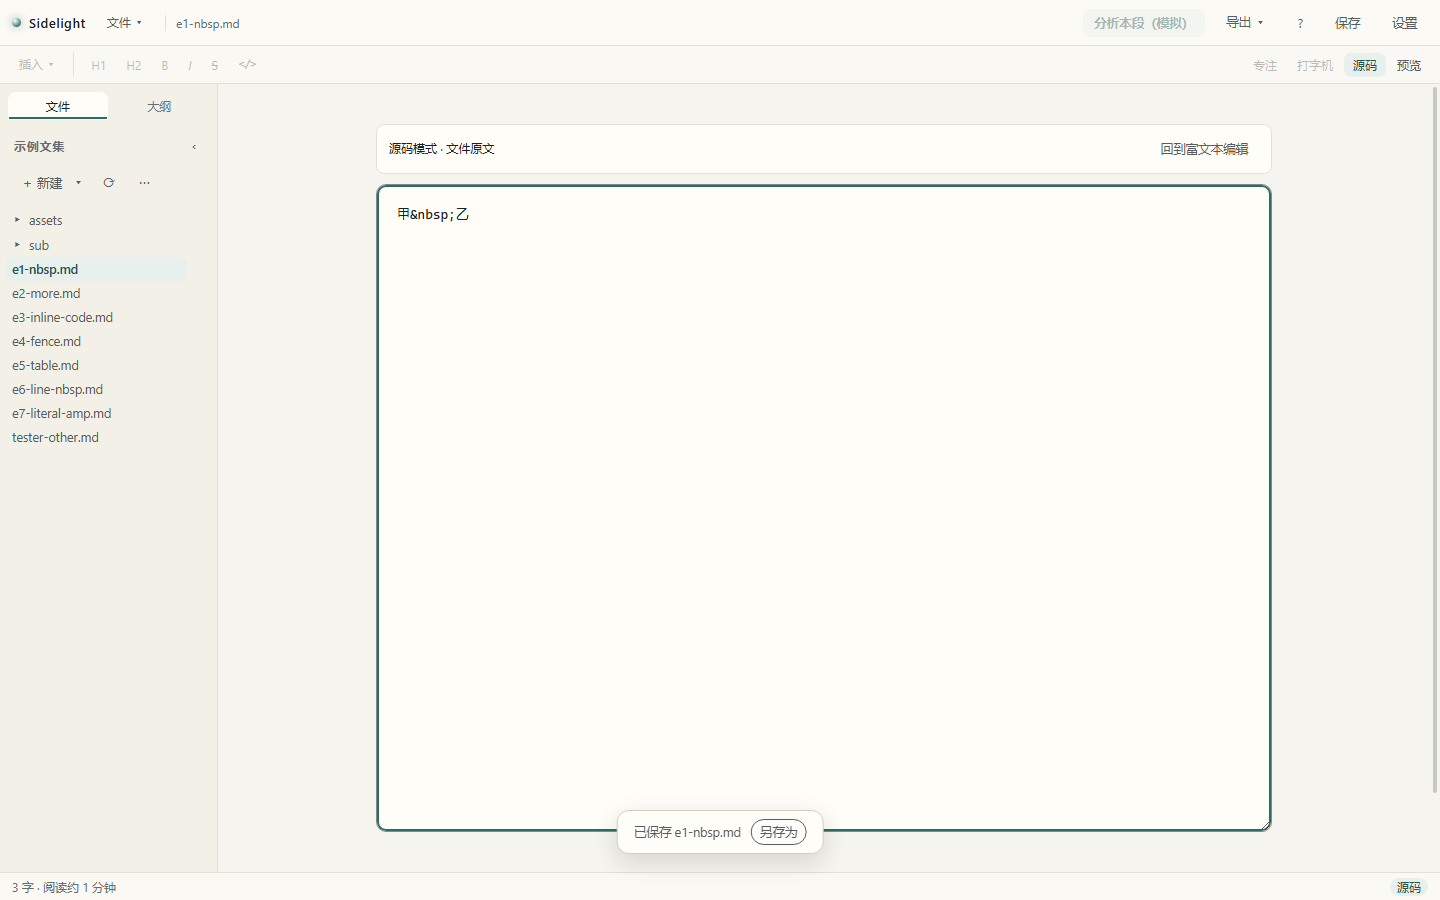 Sidelight 文件 e1-nbsp.md 分析本段（模拟） 导出 ? 保存 设置
插入 H1 H2 B I S </> 专注 打字机 源码 预览
文件 大纲
示例文集 ‹
+ 新建 ⟳ ···
assets
sub
e1-nbsp.md
e2-more.md
e3-inline-code.md
e4-fence.md
e5-table.md
e6-line-nbsp.md
e7-literal-amp.md
tester-other.md
源码模式 · 文件原文 回到富文本编辑
甲&nbsp;乙
已保存 e1-nbsp.md 另存为
3 字 · 阅读约 1 分钟 源码